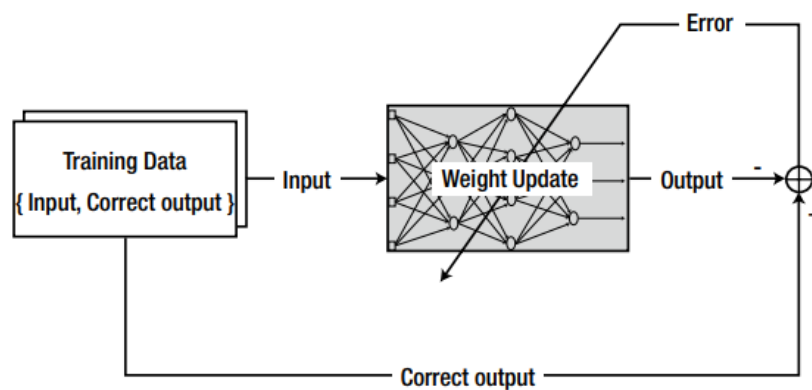 Error
Training Data
{ Input, Correct output }
Input
Weight Update
Output
-
Correct output